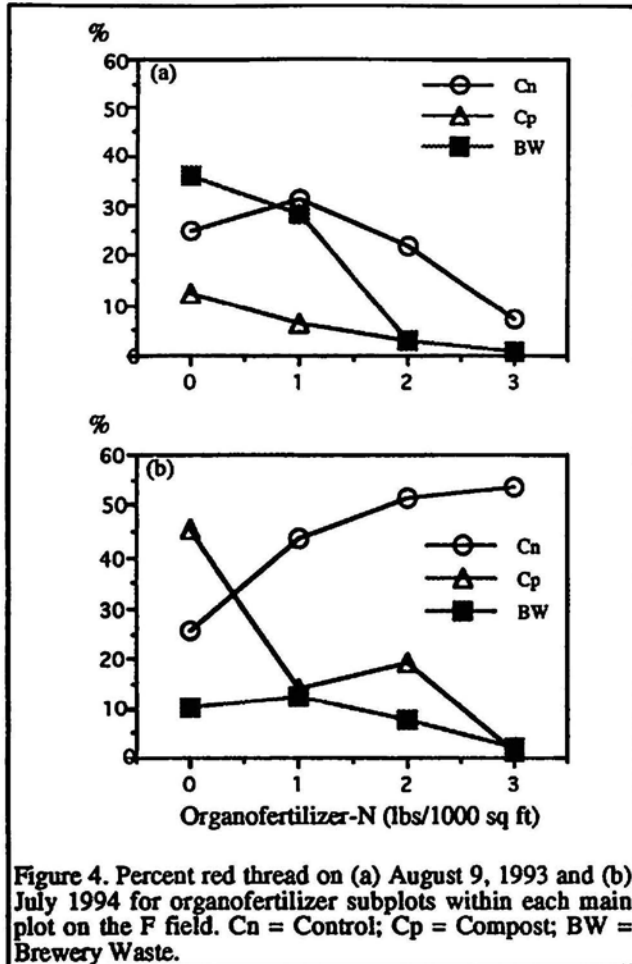 %
60
50
40
30
20
10
0
(a)
Cn
Cp
BW
0 1 2 3
%
60
50
40
30
20
10
0
(b)
Cn
Cp
BW
0 1 2 3
Organofertilizer-N (lbs/1000 sq ft)
Figure 4. Percent red thread on (a) August 9, 1993 and (b)
July 1994 for organofertilizer subplots within each main
plot on the F field. Cn = Control; Cp = Compost; BW =
Brewery Waste.